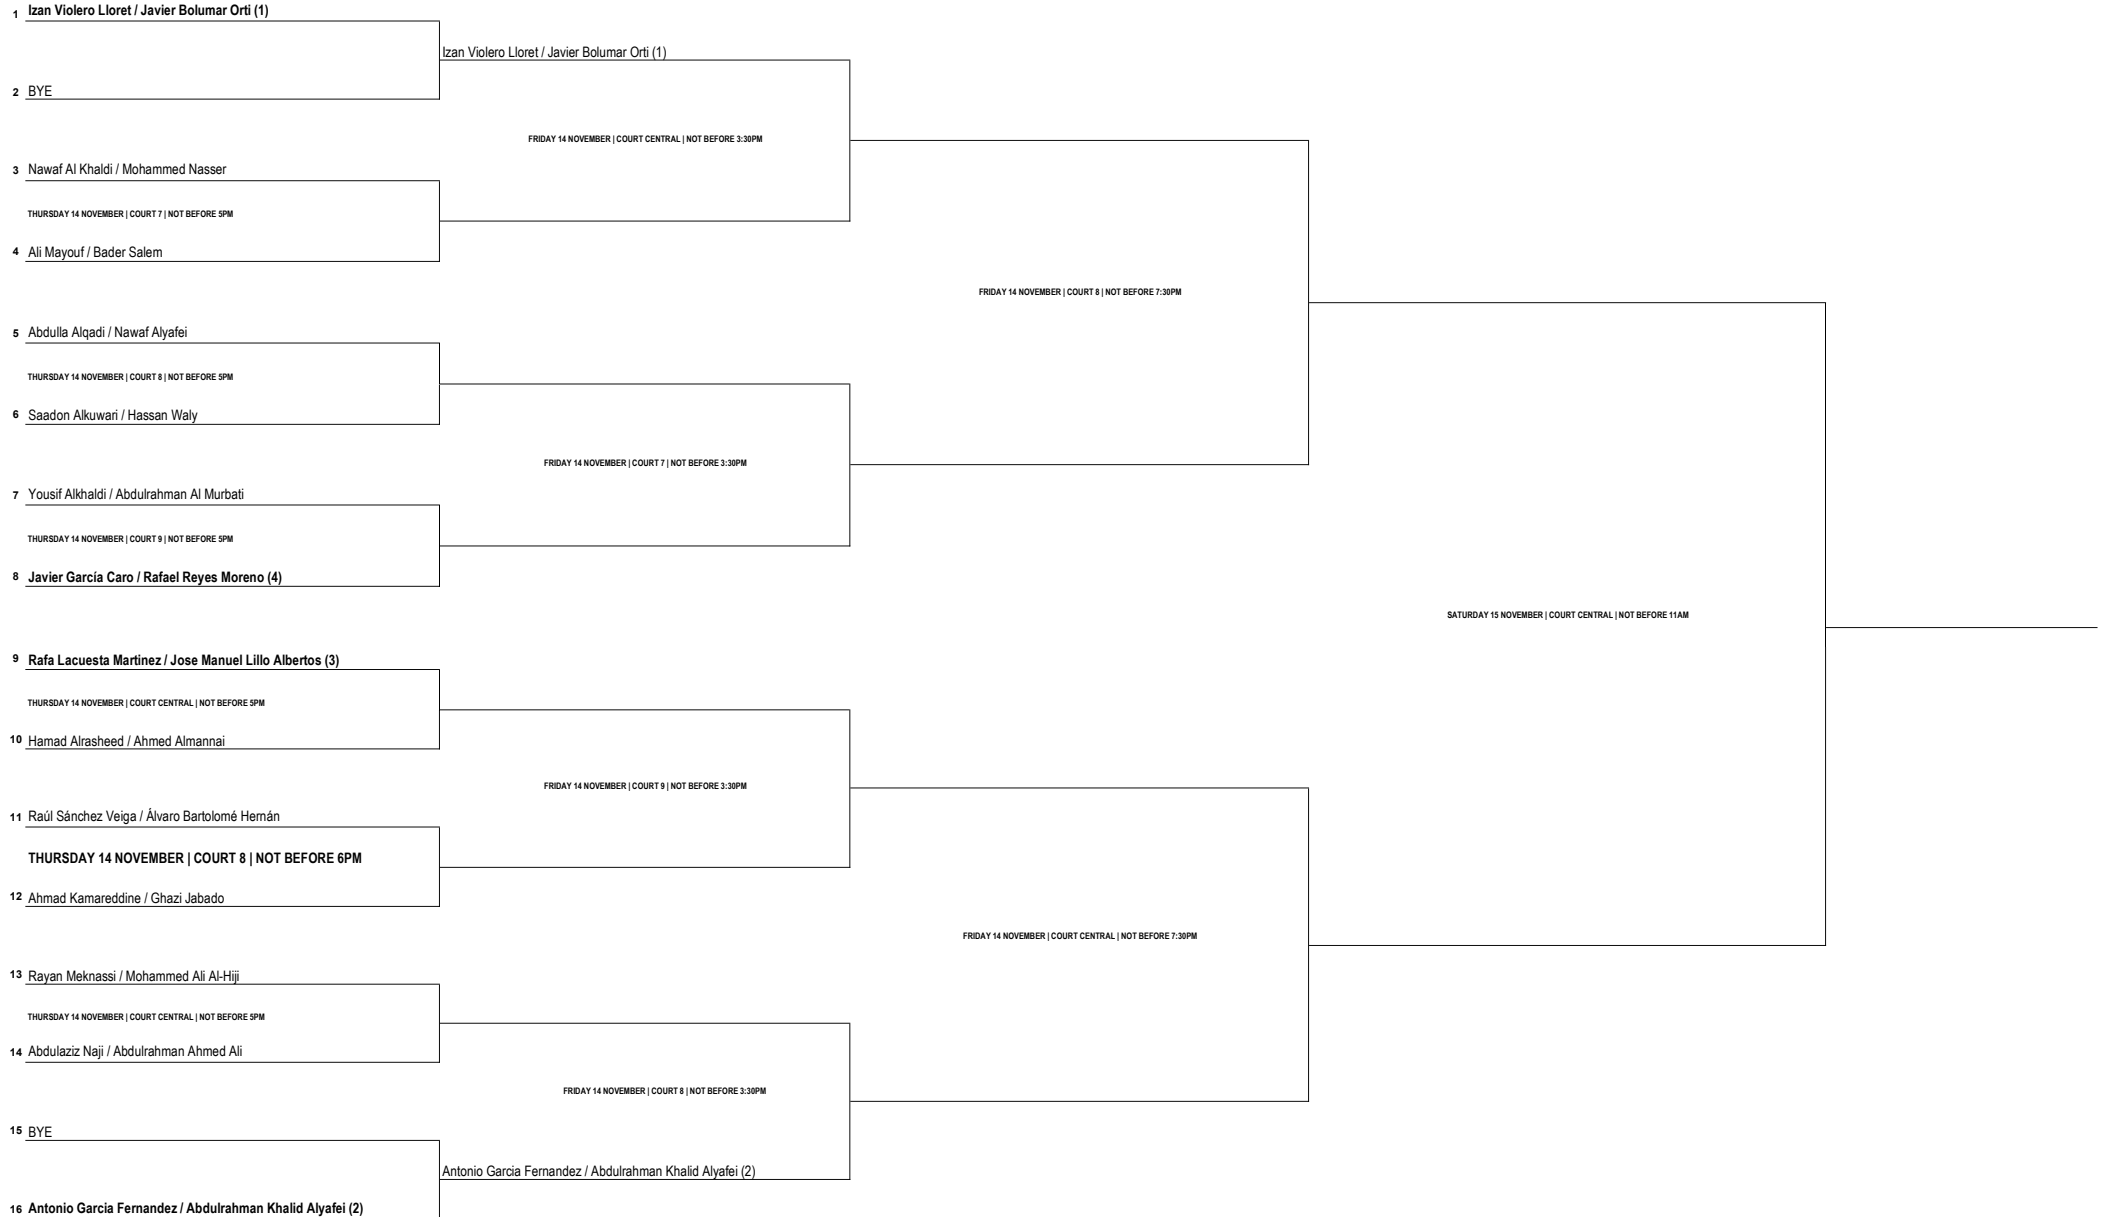 1 Izan Violero Lloret / Javier Bolumar Orti (1)
Izan Violero Lloret / Javier Bolumar Orti (1)
2 BYE
FRIDAY 14 NOVEMBER | COURT CENTRAL | NOT BEFORE 3:30PM
3 Nawaf Al Khaldi / Mohammed Nasser
THURSDAY 14 NOVEMBER | COURT 7 | NOT BEFORE 5PM
4 Ali Mayouf / Bader Salem
FRIDAY 14 NOVEMBER | COURT 8 | NOT BEFORE 7:30PM
5 Abdulla Alqadi / Nawaf Alyafei
THURSDAY 14 NOVEMBER | COURT 8 | NOT BEFORE 5PM
6 Saadon Alkuwari / Hassan Waly
FRIDAY 14 NOVEMBER | COURT 7 | NOT BEFORE 3:30PM
7 Yousif Alkhaldi / Abdulrahman Al Murbati
THURSDAY 14 NOVEMBER | COURT 9 | NOT BEFORE 5PM
8 Javier García Caro / Rafael Reyes Moreno (4)
SATURDAY 15 NOVEMBER | COURT CENTRAL | NOT BEFORE 11AM
9 Rafa Lacuesta Martinez / Jose Manuel Lillo Albertos (3)
THURSDAY 14 NOVEMBER | COURT CENTRAL | NOT BEFORE 5PM
10 Hamad Alrasheed / Ahmed Almannai
FRIDAY 14 NOVEMBER | COURT 9 | NOT BEFORE 3:30PM
11 Raúl Sánchez Veiga / Álvaro Bartolomé Hernán
THURSDAY 14 NOVEMBER | COURT 8 | NOT BEFORE 6PM
12 Ahmad Kamareddine / Ghazi Jabado
FRIDAY 14 NOVEMBER | COURT CENTRAL | NOT BEFORE 7:30PM
13 Rayan Meknassi / Mohammed Ali Al-Hiji
THURSDAY 14 NOVEMBER | COURT CENTRAL | NOT BEFORE 5PM
14 Abdulaziz Naji / Abdulrahman Ahmed Ali
FRIDAY 14 NOVEMBER | COURT 8 | NOT BEFORE 3:30PM
15 BYE
Antonio Garcia Fernandez / Abdulrahman Khalid Alyafei (2)
16 Antonio Garcia Fernandez / Abdulrahman Khalid Alyafei (2)